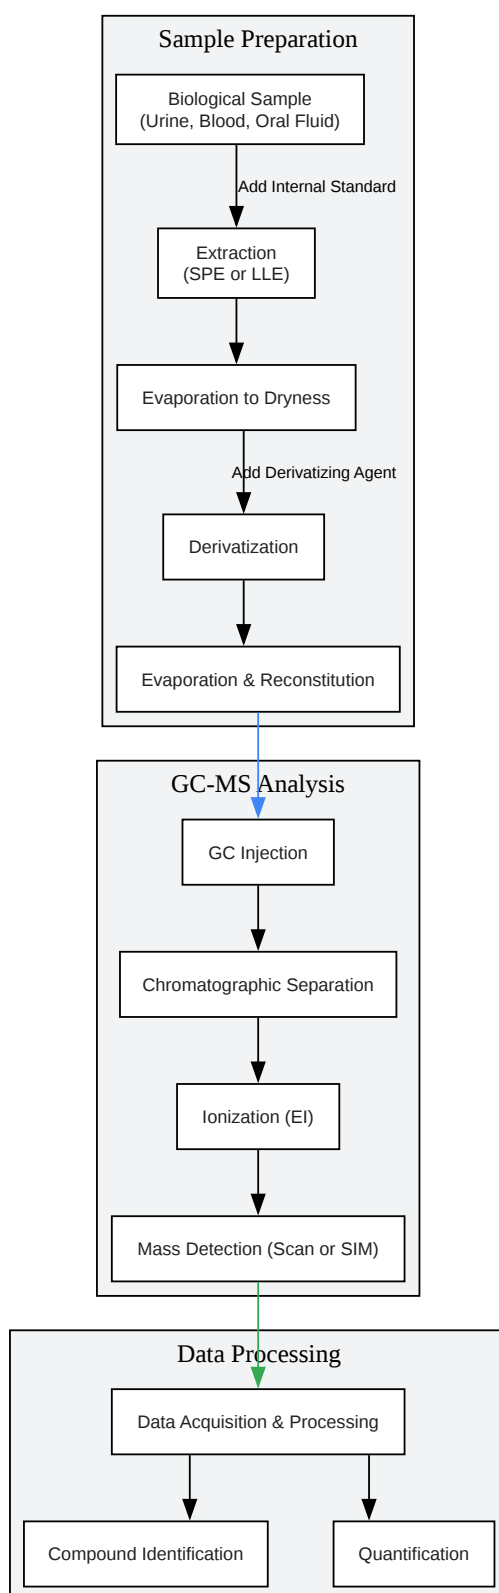 Sample Preparation
Biological Sample
(Urine, Blood, Oral Fluid)
Add Internal Standard
Extraction
(SPE or LLE)
Evaporation to Dryness
Add Derivatizing Agent
Derivatization
Evaporation & Reconstitution
GC-MS Analysis
GC Injection
Chromatographic Separation
Ionization (EI)
Mass Detection (Scan or SIM)
Data Processing
Data Acquisition & Processing
Compound Identification
Quantification